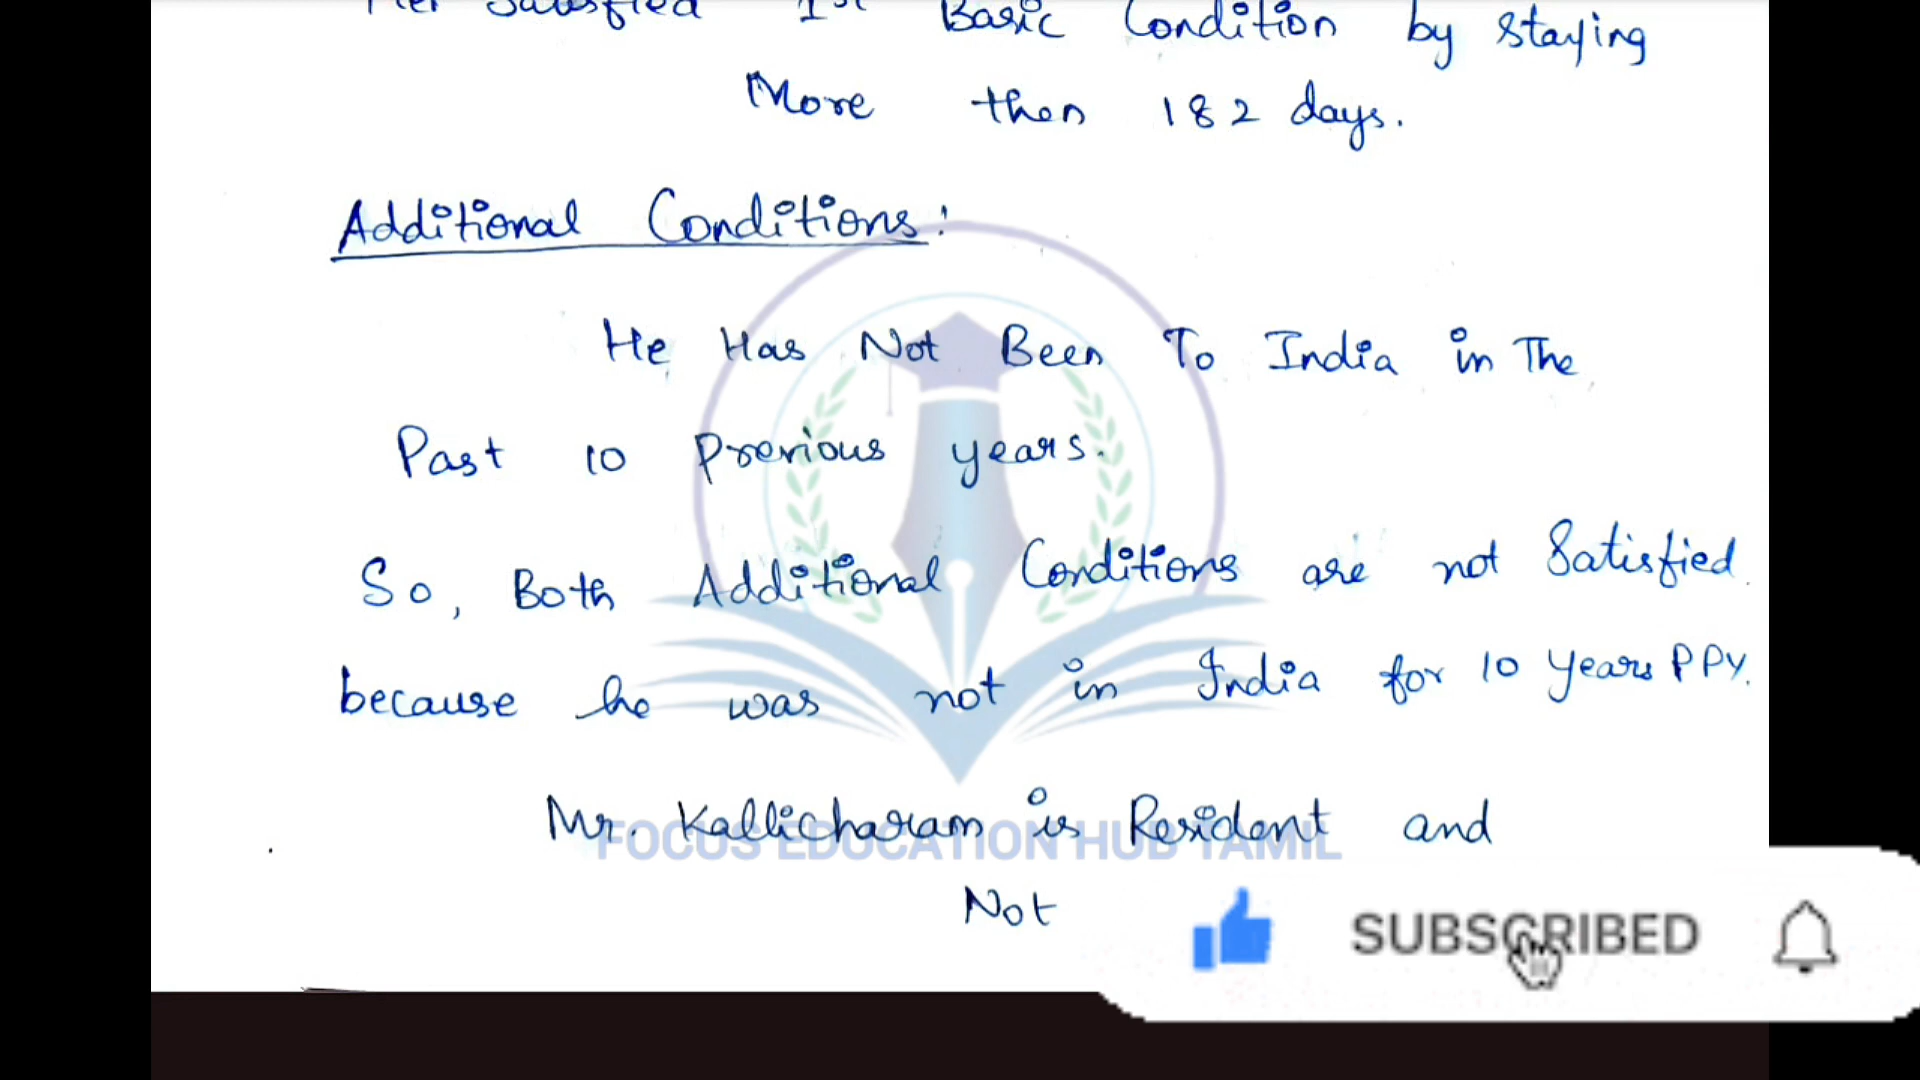 Satisfied 1st Basic Condition by staying
More then 182 days.
Additional Conditions:
He Has Not Been To India in The
Past 10 Previous years.
So, Both Additional Conditions are not Satisfied.
because he was not in India for 10 years PPY.
Mr. Kallicharam is Resident and
FOCUS EDUCATION HUB TAMIL
Not
SUBSCRIBED